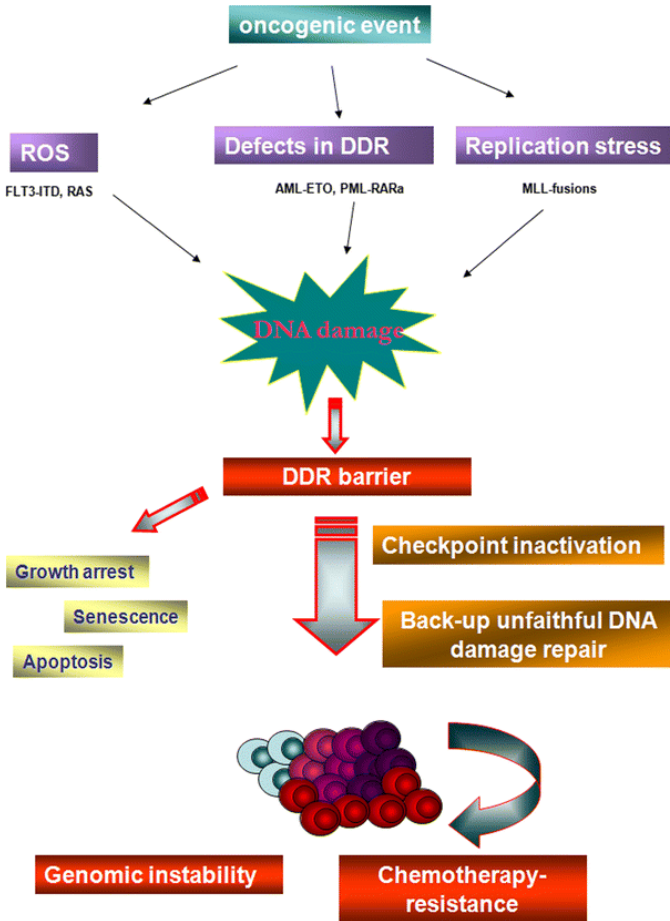 oncogenic event
ROS
Defects in DDR
Replication stress
FLT3-ITD, RAS
AML-ETO, PML-RARa
MLL-fusions
DNA damage
DDR barrier
Checkpoint inactivation
Growth arrest
Senescence
Apoptosis
Back-up unfaithful DNA
damage repair
Genomic instability
Chemotherapy-
resistance